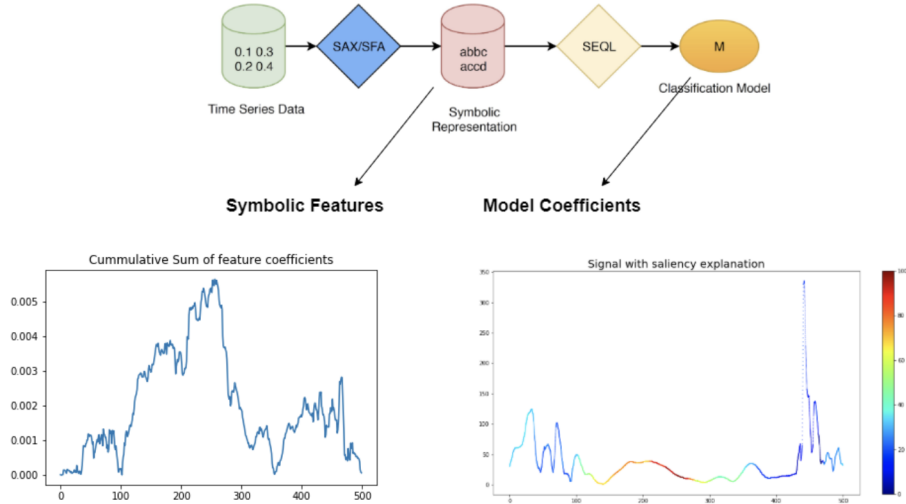 0.1 0.3
0.2 0.4
SAX/SFA
abbc
accd
SEQL
M
Time Series Data
Symbolic
Representation
Classification Model
Symbolic Features
Model Coefficients
Cummulative Sum of feature coefficients
0.005
0.004
0.003
0.002
0.001
0.000
0
100
200
300
400
500
Signal with saliency explanation
350
300
250
200
150
100
50
0
0
100
200
300
400
500
100
80
60
40
20
0